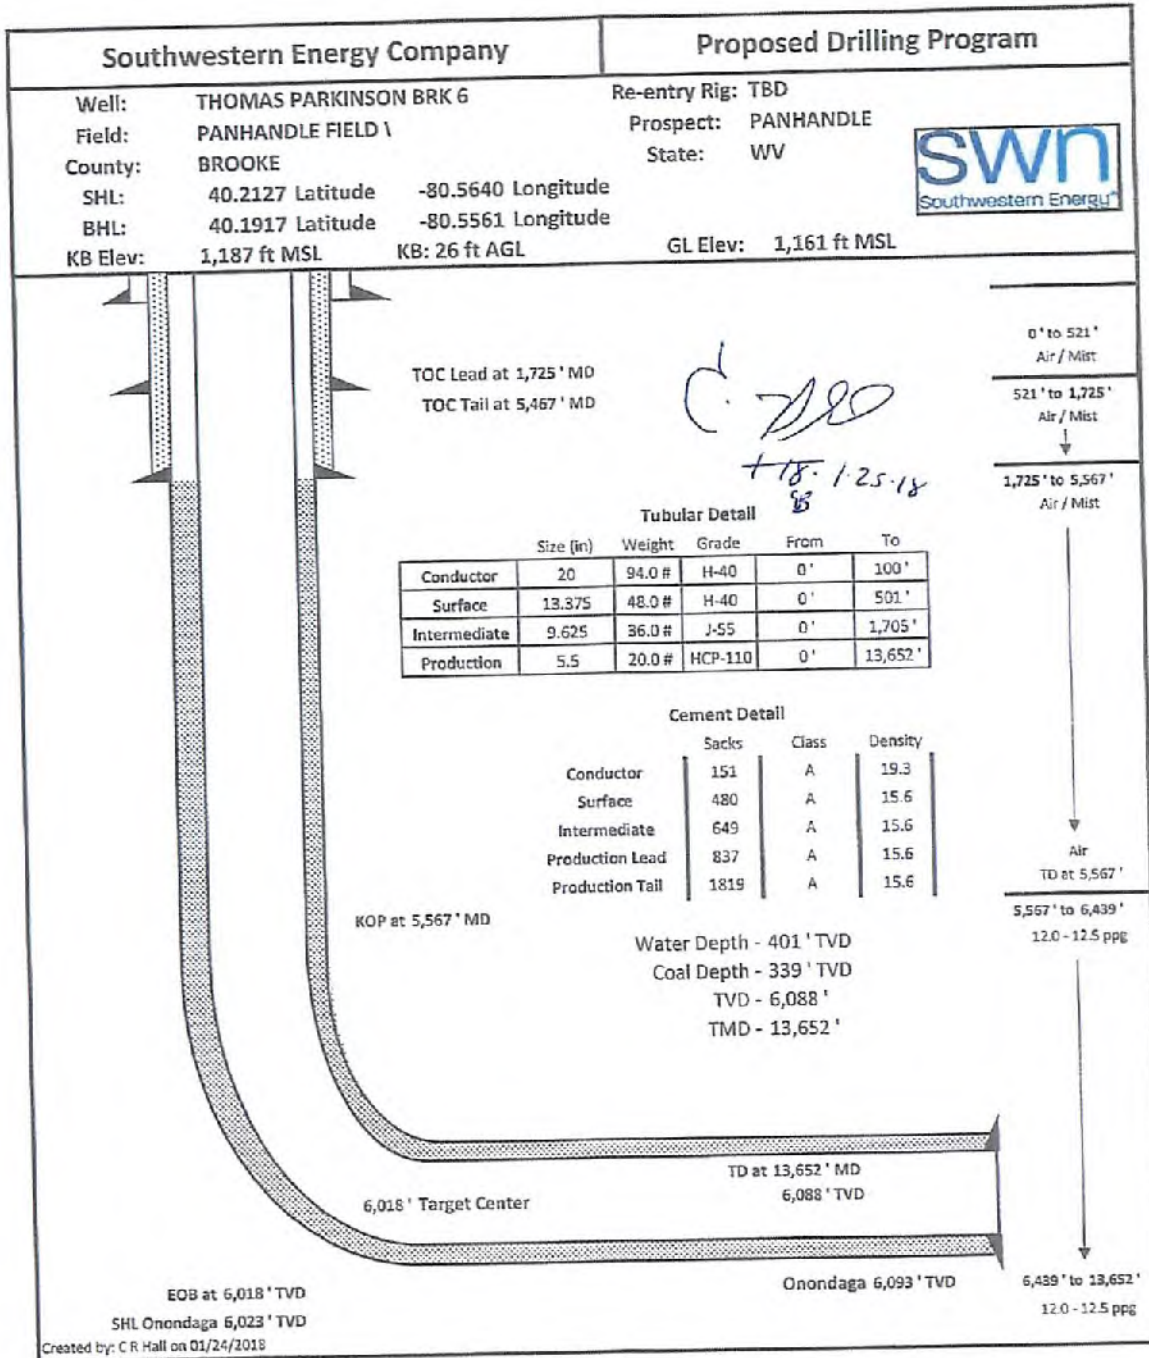 Southwestern Energy Company
Proposed Drilling Program
Well: THOMAS PARKINSON BRK 6
Re-entry Rig: TBD
Field: PANHANDLE FIELD \
Prospect: PANHANDLE
County: BROOKE
State: WV
SHL: 40.2127 Latitude -80.5640 Longitude
BHL: 40.1917 Latitude -80.5561 Longitude
KB Elev: 1,187 ft MSL KB: 26 ft AGL GL Elev: 1,161 ft MSL
SWN
Southwestern Energy
0' to 521'
Air / Mist
TOC Lead at 1,725' MD
TOC Tail at 5,467' MD
521' to 1,725'
Air / Mist
1,725' to 5,567'
Air / Mist
1.25.18
Tubular Detail
Size (in) Weight Grade From To
Conductor 20 94.0 # H-40 0' 100'
Surface 13.375 48.0 # H-40 0' 501'
Intermediate 9.625 36.0 # J-55 0' 1,705'
Production 5.5 20.0 # HCP-110 0' 13,652'
Cement Detail
Sacks Class Density
Conductor 151 A 19.3
Surface 480 A 15.6
Intermediate 649 A 15.6
Production Lead 837 A 15.6
Production Tail 1819 A 15.6
Air
TD at 5,567'
KOP at 5,567' MD
5,567' to 6,439'
12.0 - 12.5 ppg
Water Depth - 401' TVD
Coal Depth - 339' TVD
TVD - 6,088'
TMD - 13,652'
TD at 13,652' MD
6,088' TVD
6,018' Target Center
EOB at 6,018' TVD
SHL Onondaga 6,023' TVD
Onondaga 6,093' TVD
6,439' to 13,652'
12.0 - 12.5 ppg
Created by: C R Hall on 01/24/2018